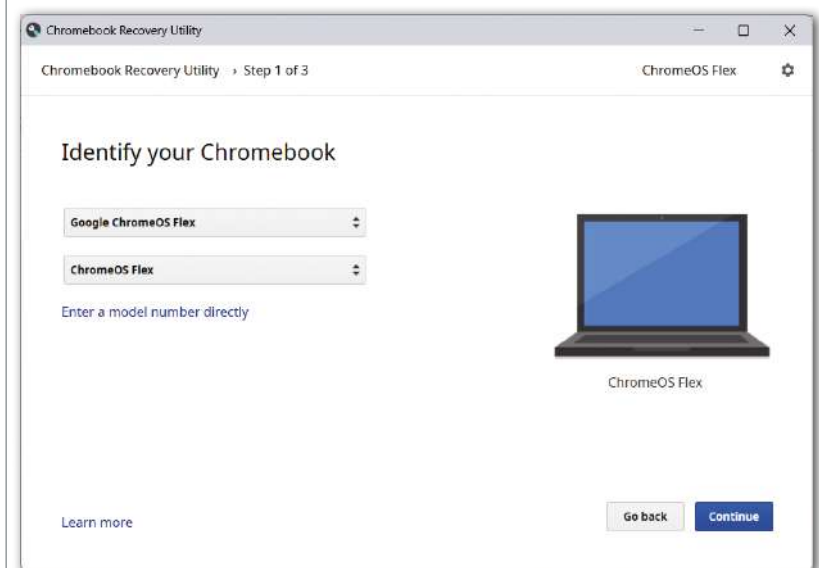 Chromebook Recovery Utility
Chromebook Recovery Utility › Step 1 of 3 ChromeOS Flex
Identify your Chromebook
Google ChromeOS Flex
ChromeOS Flex
Enter a model number directly
ChromeOS Flex
Learn more Go back Continue